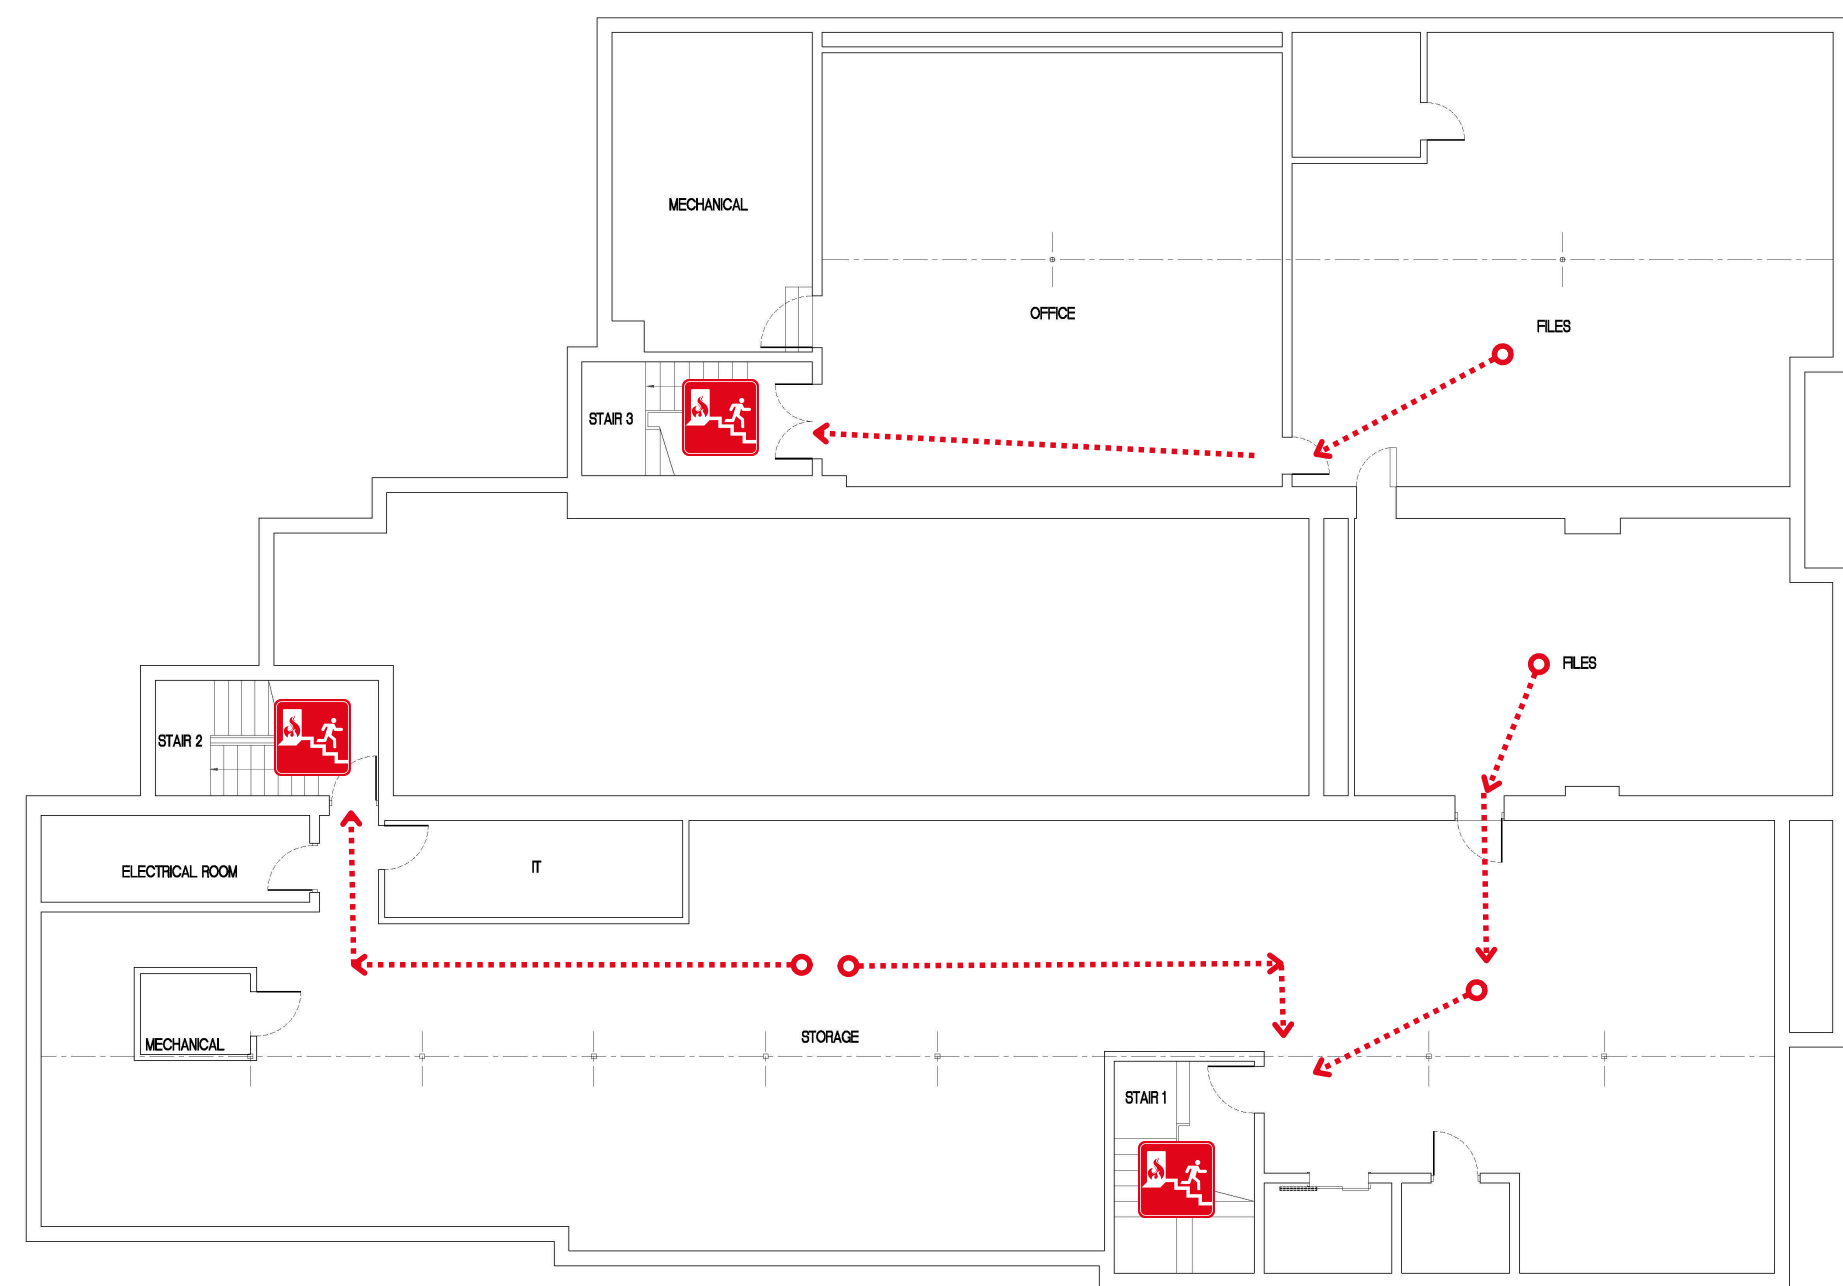 MECHANICAL
OFFICE
FILES
STAIR 3
FILES
STAIR 2
ELECTRICAL ROOM
IT
STORAGE
MECHANICAL
STAIR 1